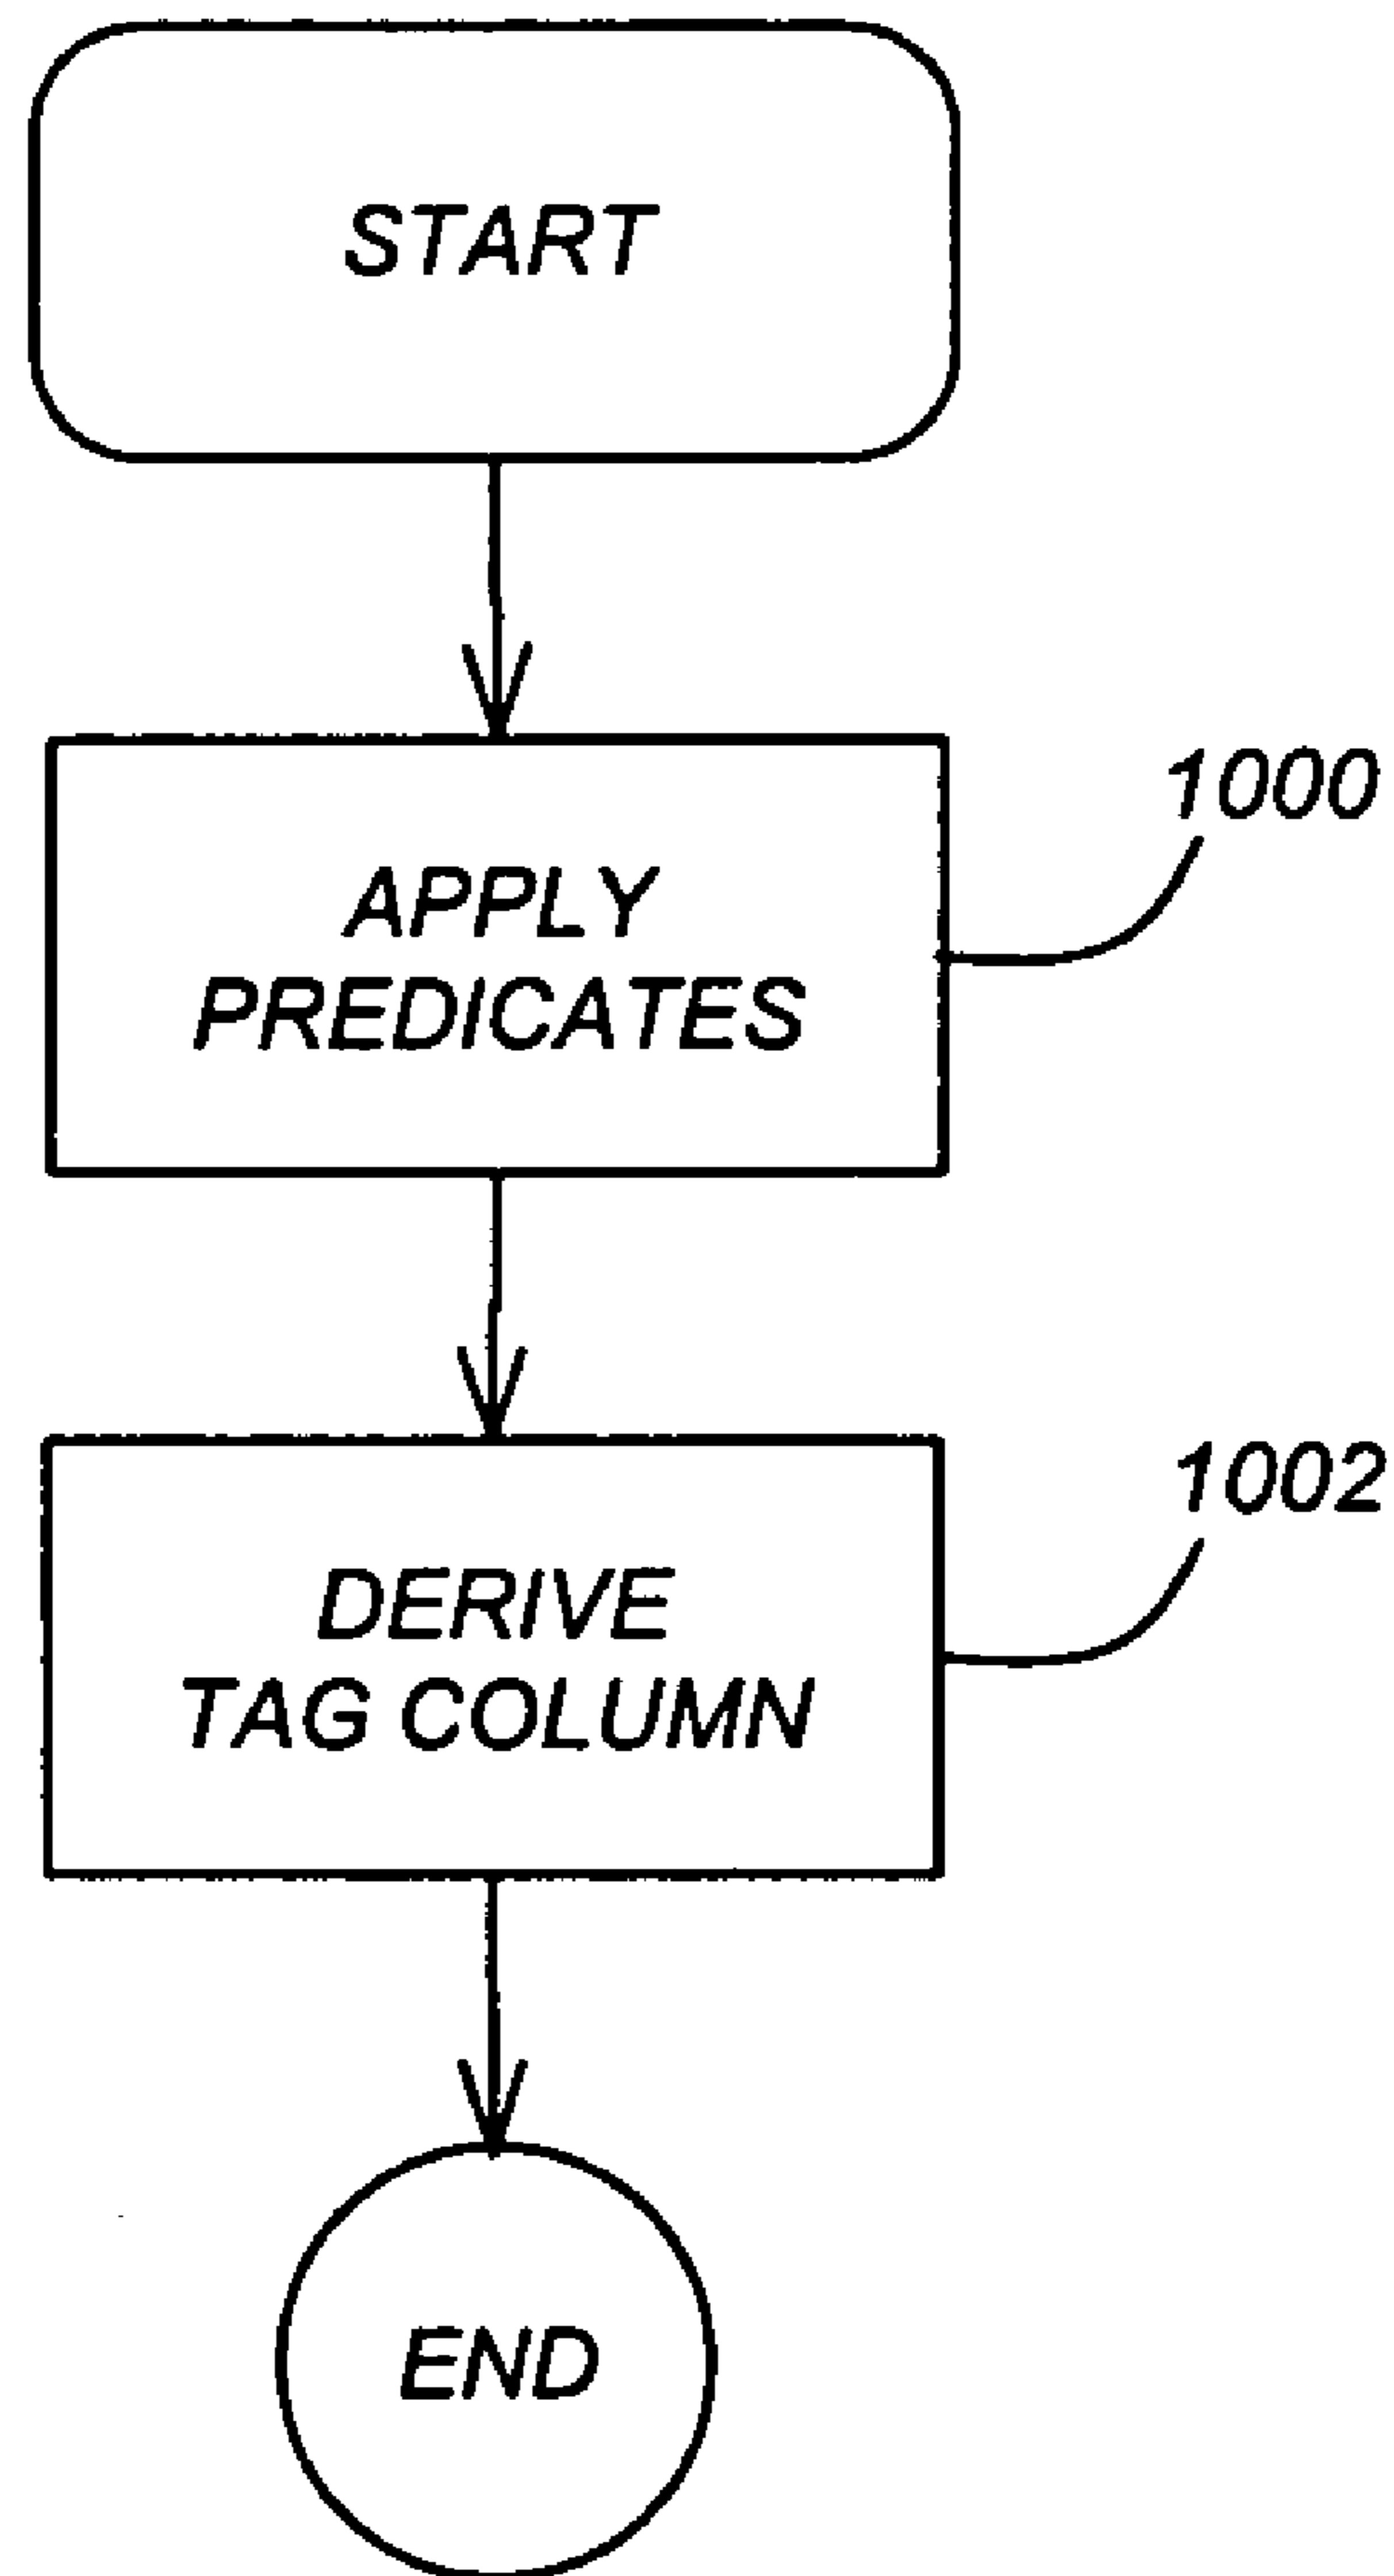 START
1000
APPLY
PREDICATES
1002
DERIVE
TAG COLUMN
END